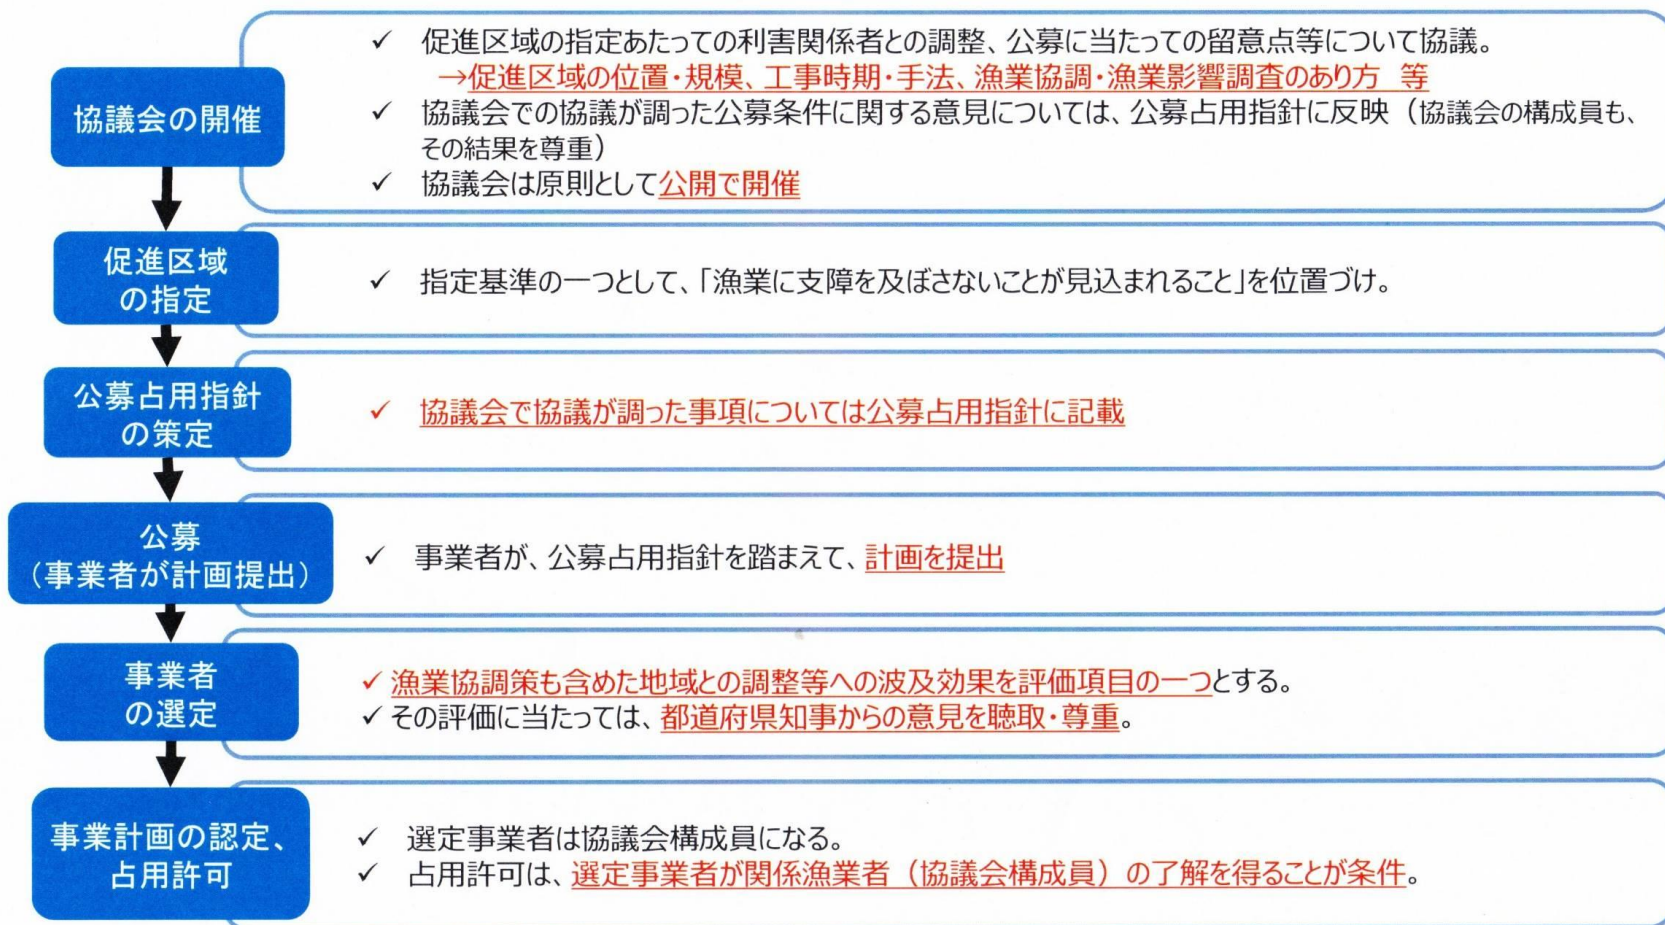 協議会の開催
✓ 促進区域の指定あたっての利害関係者との調整、公募に当たっての留意点等について協議。
→促進区域の位置・規模、工事時期・手法、漁業協調・漁業影響調査のあり方 等
✓ 協議会での協議が調った公募条件に関する意見については、公募占用指針に反映（協議会の構成員も、
その結果を尊重）
✓ 協議会は原則として公開で開催
促進区域
の指定
✓ 指定基準の一つとして、「漁業に支障を及ぼさないことが見込まれること」を位置づけ。
公募占用指針
の策定
✓ 協議会で協議が調った事項については公募占用指針に記載
公募
（事業者が計画提出）
✓ 事業者が、公募占用指針を踏まえて、計画を提出
事業者
の選定
✓ 漁業協調策も含めた地域との調整等への波及効果を評価項目の一つとする。
✓ その評価に当たっては、都道府県知事からの意見を聴取・尊重。
事業計画の認定、
占用許可
✓ 選定事業者は協議会構成員になる。
✓ 占用許可は、選定事業者が関係漁業者（協議会構成員）の了解を得ることが条件。